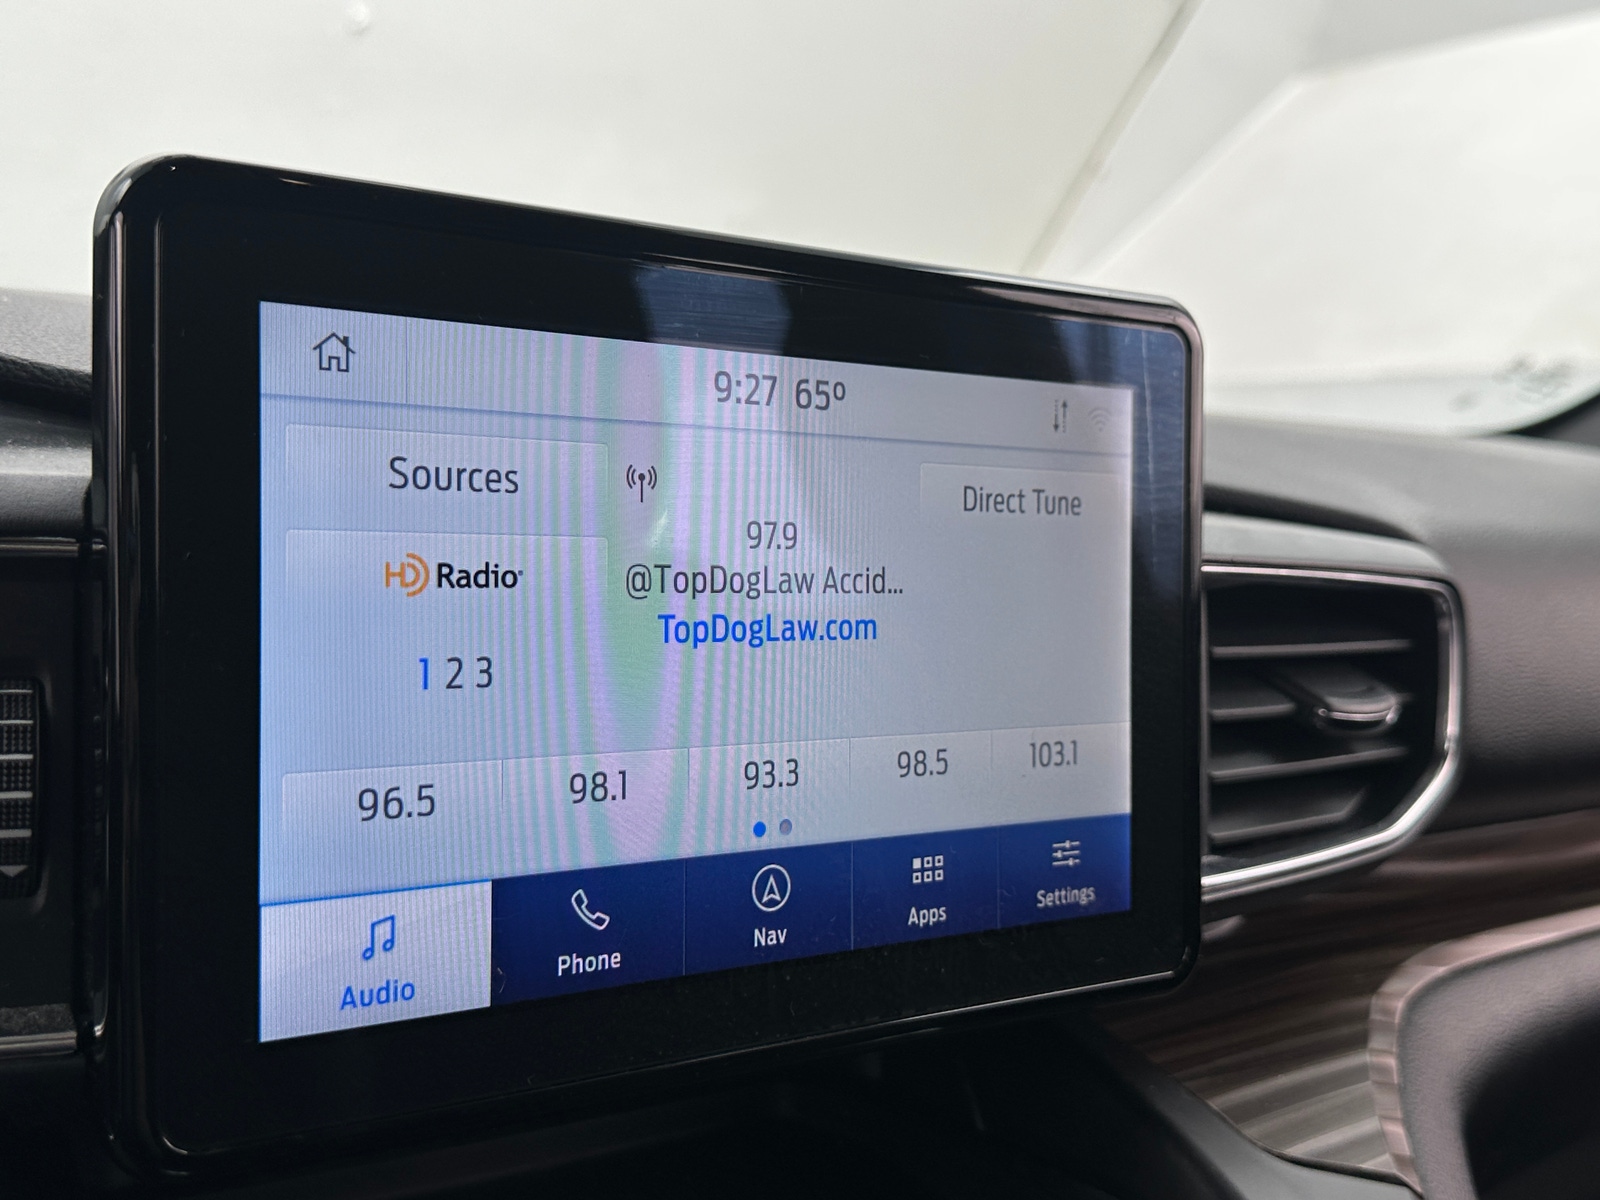 9:27 65º
Sources
Direct Tune
97.9
HD Radio
@TopDogLaw Accid...
TopDogLaw.com
1 2 3
96.5
98.1
93.3
98.5
103.1
Audio
Phone
Nav
Apps
Settings